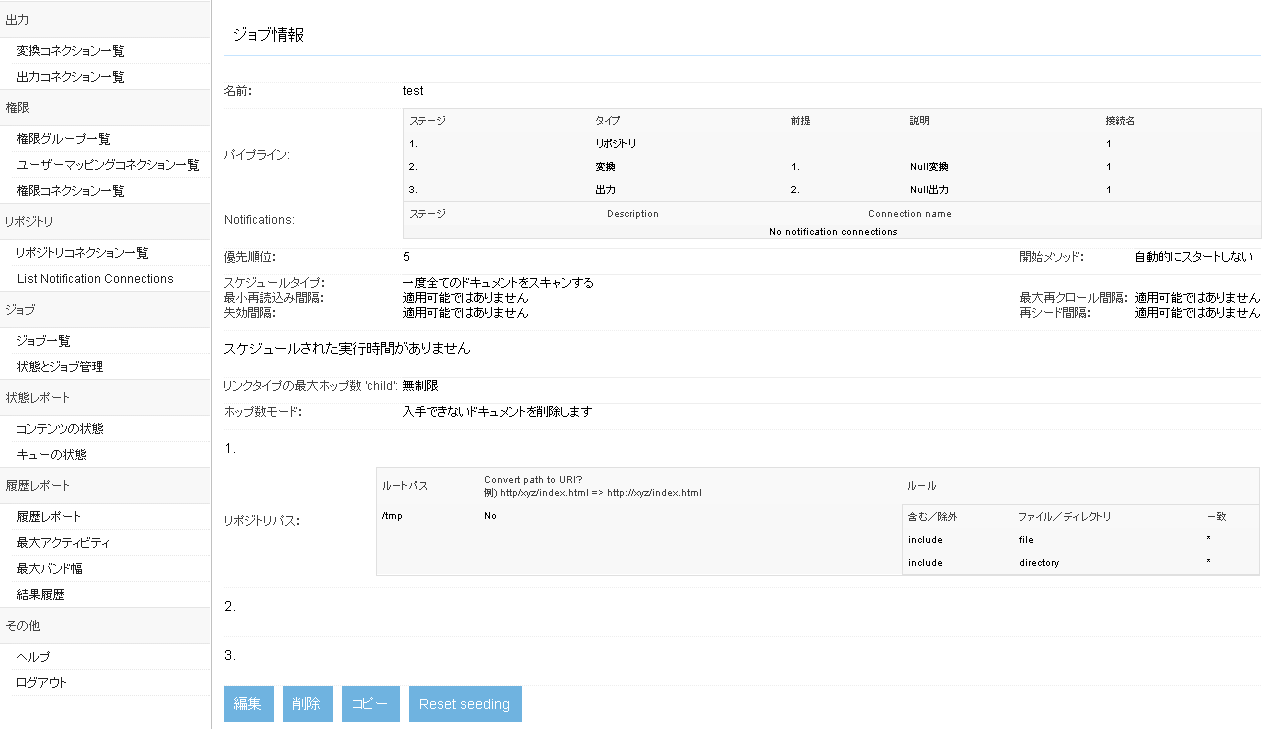 出力
変換コネクション一覧
出力コネクション一覧
権限
権限グループ一覧
ユーザーマッピングコネクション一覧
権限コネクション一覧
リポジトリ
リポジトリコネクション一覧
List Notification Connections
ジョブ
ジョブ一覧
状態とジョブ管理
状態レポート
コンテンツの状態
キューの状態
履歴レポート
履歴レポート
最大アクティビティ
最大バンド幅
結果履歴
その他
ヘルプ
ログアウト
ジョブ情報
名前: test
パイプライン:
ステージ タイプ 前提 説明 接続名
1. リポジトリ 1
2. 変換 1. Null変換 1
3. 出力 2. Null出力 1
Notifications:
ステージ Description Connection name
No notification connections
優先順位: 5 開始メソッド: 自動的にスタートしない
スケジュールタイプ: 一度全てのドキュメントをスキャンする
最小再読込み間隔: 適用可能ではありません 最大再クロール間隔: 適用可能ではありません
失効間隔: 適用可能ではありません 再シード間隔: 適用可能ではありません
スケジュールされた実行時間がありません
リンクタイプの最大ホップ数 'child': 無制限
ホップ数モード: 入手できないドキュメントを削除します
1.
リポジトリパス:
ルートパス Convert path to URI? ルール
例) http/xyz/index.html => http://xyz/index.html
/tmp No 含む/除外 ファイル/ディレクトリ 一致
include file *
include directory *
2.
3.
編集 削除 コピー Reset seeding